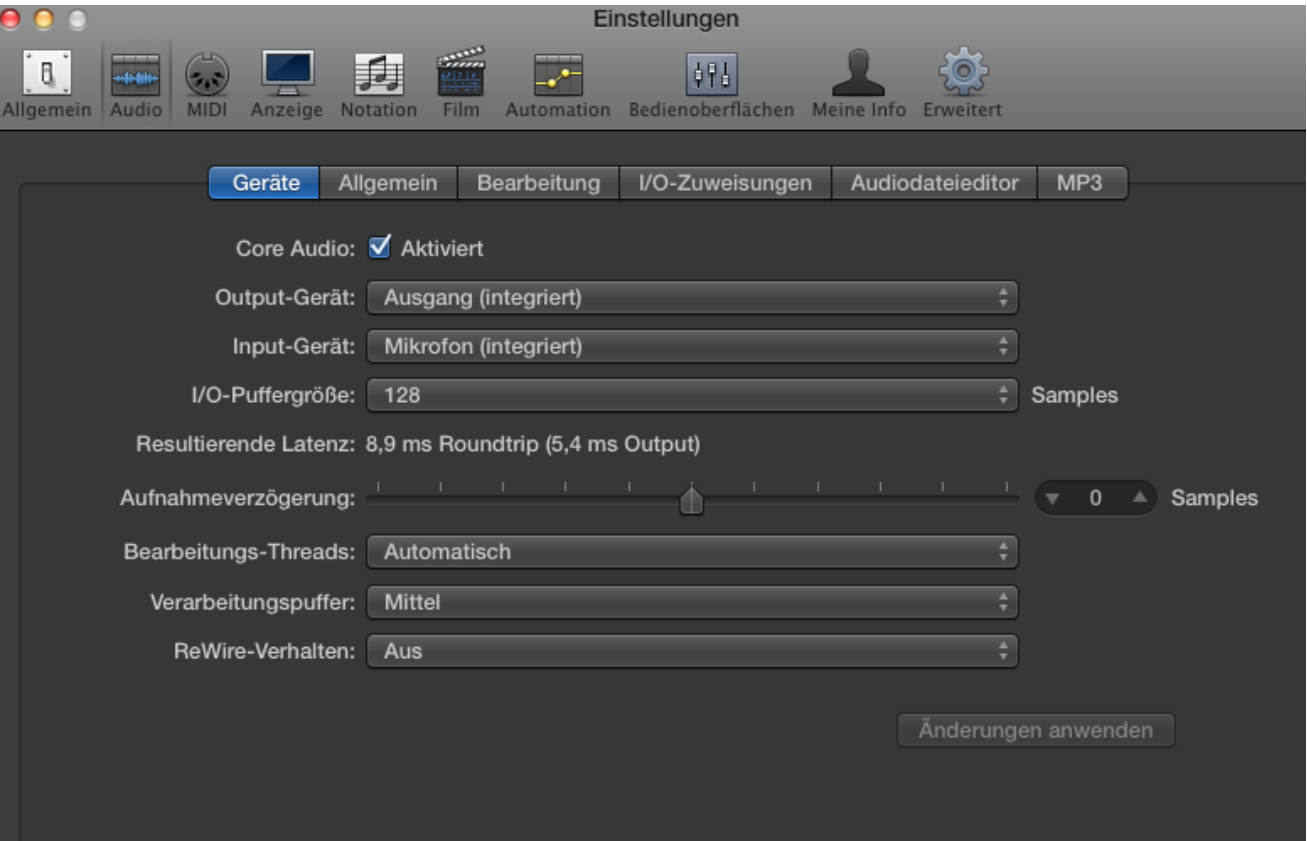 Einstellungen
Allgemein Audio MIDI Anzeige Notation Film Automation Bedienoberflächen Meine Info Erweitert
Geräte Allgemein Bearbeitung I/O-Zuweisungen Audiodateieditor MP3
Core Audio: Aktiviert
Output-Gerät: Ausgang (integriert)
Input-Gerät: Mikrofon (integriert)
I/O-Puffergröße: 128 Samples
Resultierende Latenz: 8,9 ms Roundtrip (5,4 ms Output)
Aufnahmeverzögerung: 0 Samples
Bearbeitungs-Threads: Automatisch
Verarbeitungspuffer: Mittel
ReWire-Verhalten: Aus
Änderungen anwenden